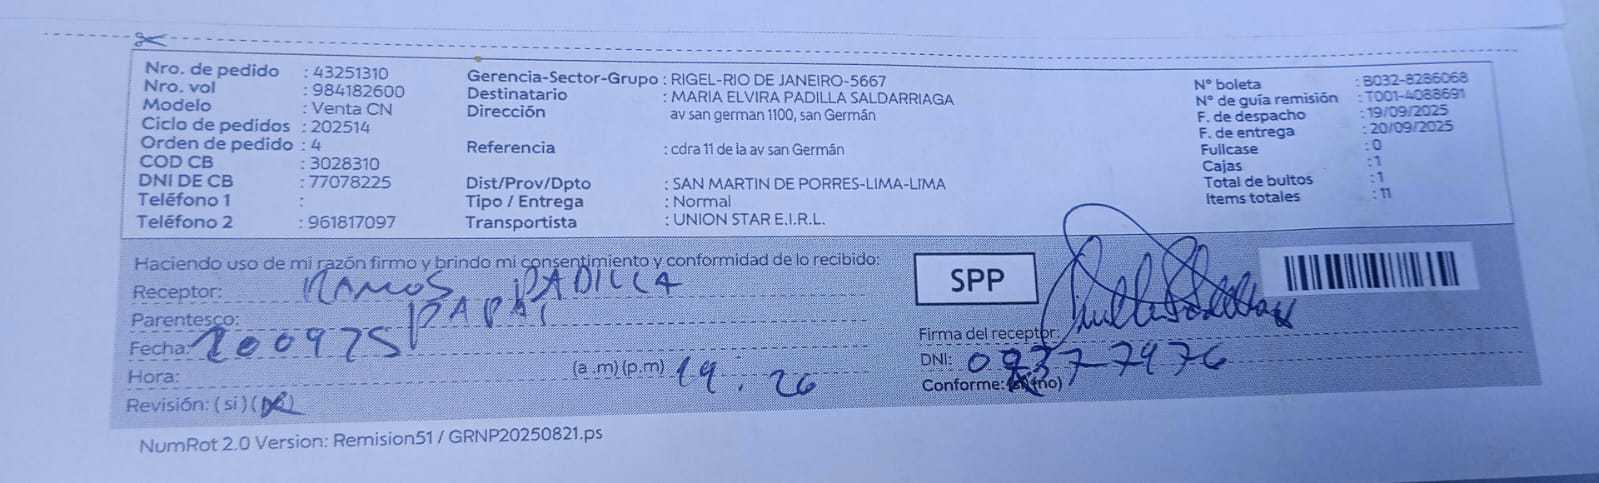 Nro. de pedido : 43251310
Nro. vol : 984182600
Modelo : Venta CN
Ciclo de pedidos : 202514
Orden de pedido : 4
COD CB : 3028310
DNI DE CB : 77078225
Teléfono 1 :
Teléfono 2 : 961817097
Gerencia-Sector-Grupo : RIGEL-RIO DE JANEIRO-5667
Destinatario : MARIA ELVIRA PADILLA SALDARRIAGA
Dirección av san german 1100, san Germán
Referencia : cdra 11 de la av san Germán
Dist/Prov/Dpto : SAN MARTIN DE PORRES-LIMA-LIMA
Tipo / Entrega : Normal
Transportista : UNION STAR E.I.R.L.
N° boleta : B032-8286068
N° de guía remisión : T001-4088691
F. de despacho : 19/09/2025
F. de entrega : 20/09/2025
Fullcase : 0
Cajas : 1
Total de bultos : 1
Items totales : 11
Haciendo uso de mi razón firmo y brindo mi consentimiento y conformidad de lo recibido:
Receptor: RAMOS PADILLA
Parentesco: PAPA
Fecha: 200925
Hora: (a .m) (p.m) 19.26
Revisión: ( si ) (no)
SPP
Firma del receptor:
DNI:
Conforme: (si) (no)
NumRot 2.0 Version: Remision51 / GRNP20250821.ps